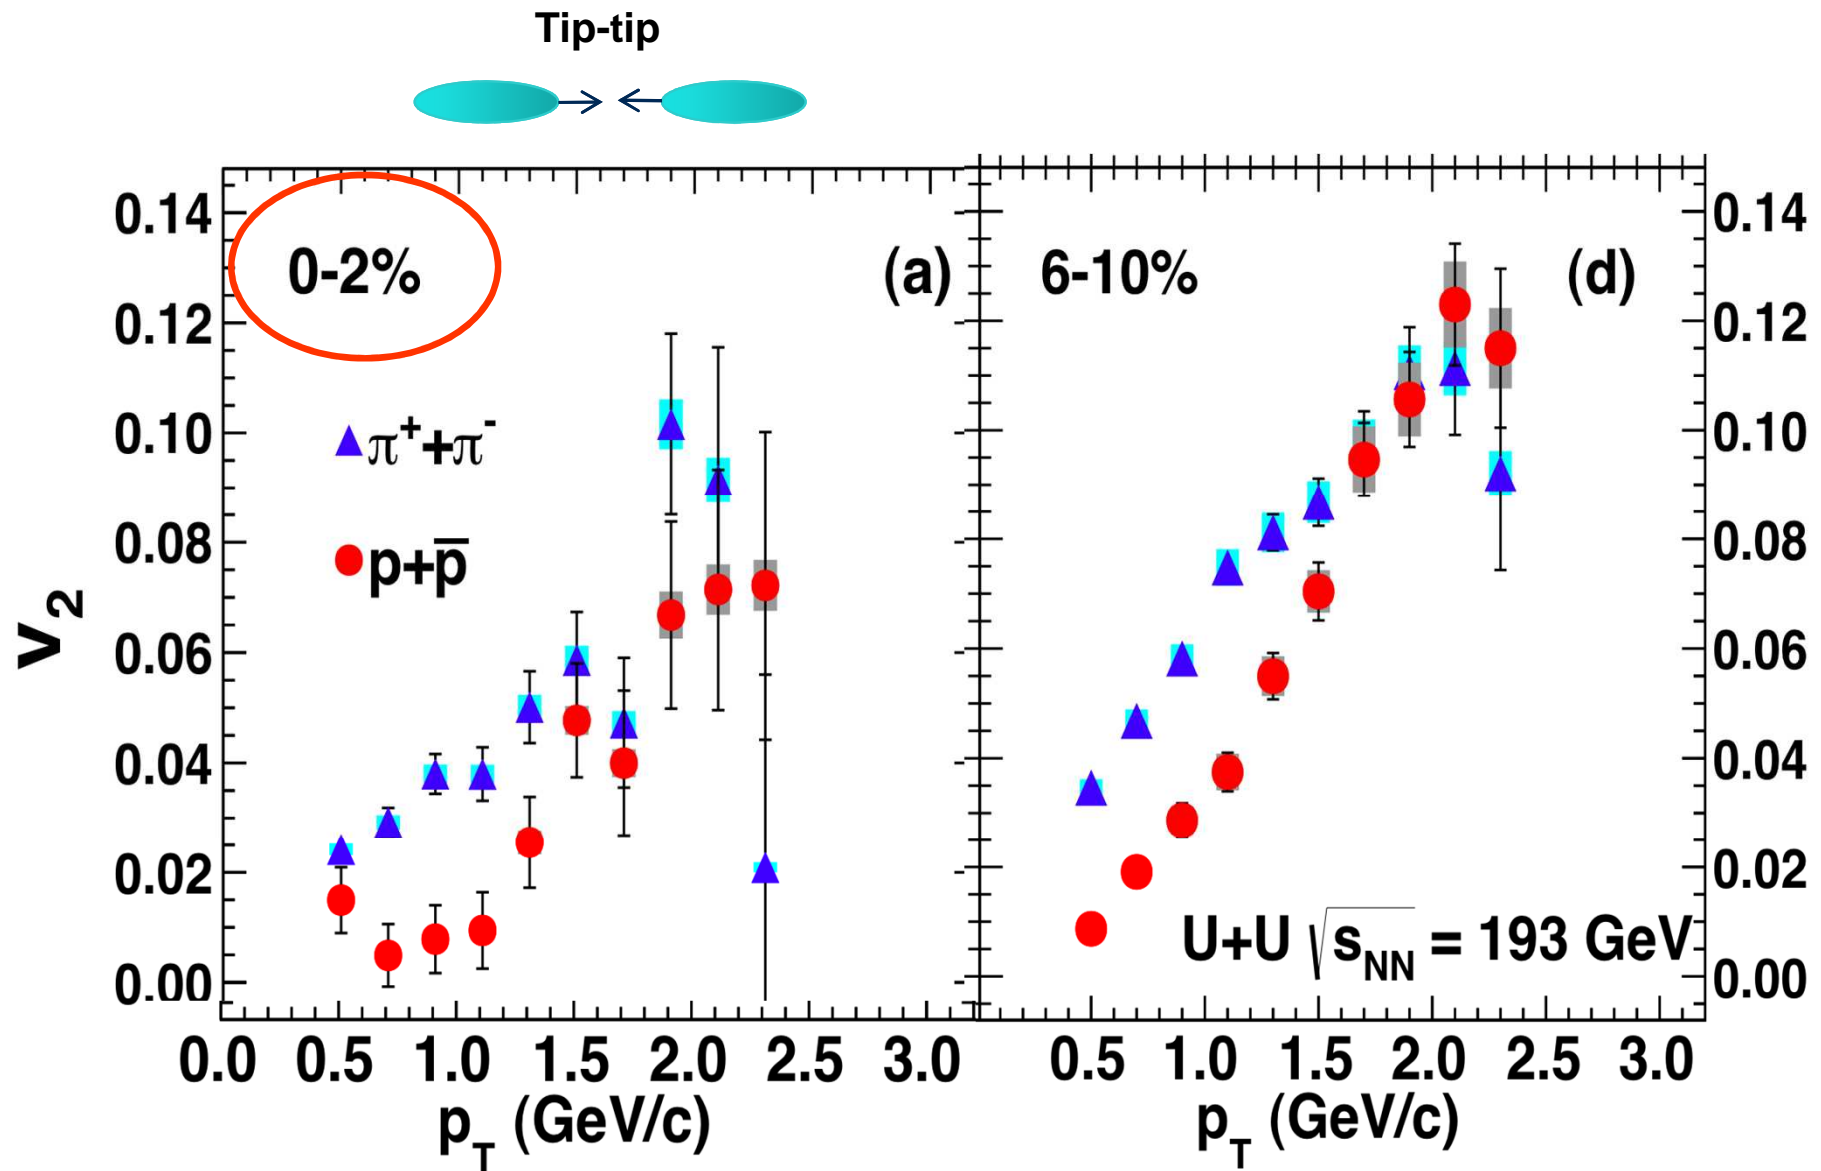 Tip-tip
0-2%
(a)
6-10%
(d)
π⁺+π⁻
p+p̅
v₂
0.14
0.12
0.10
0.08
0.06
0.04
0.02
0.00
0.14
0.12
0.10
0.08
0.06
0.04
0.02
0.00
U+U √sNN = 193 GeV
0.0 0.5 1.0 1.5 2.0 2.5 3.0
0.5 1.0 1.5 2.0 2.5 3.0
pT (GeV/c)
pT (GeV/c)